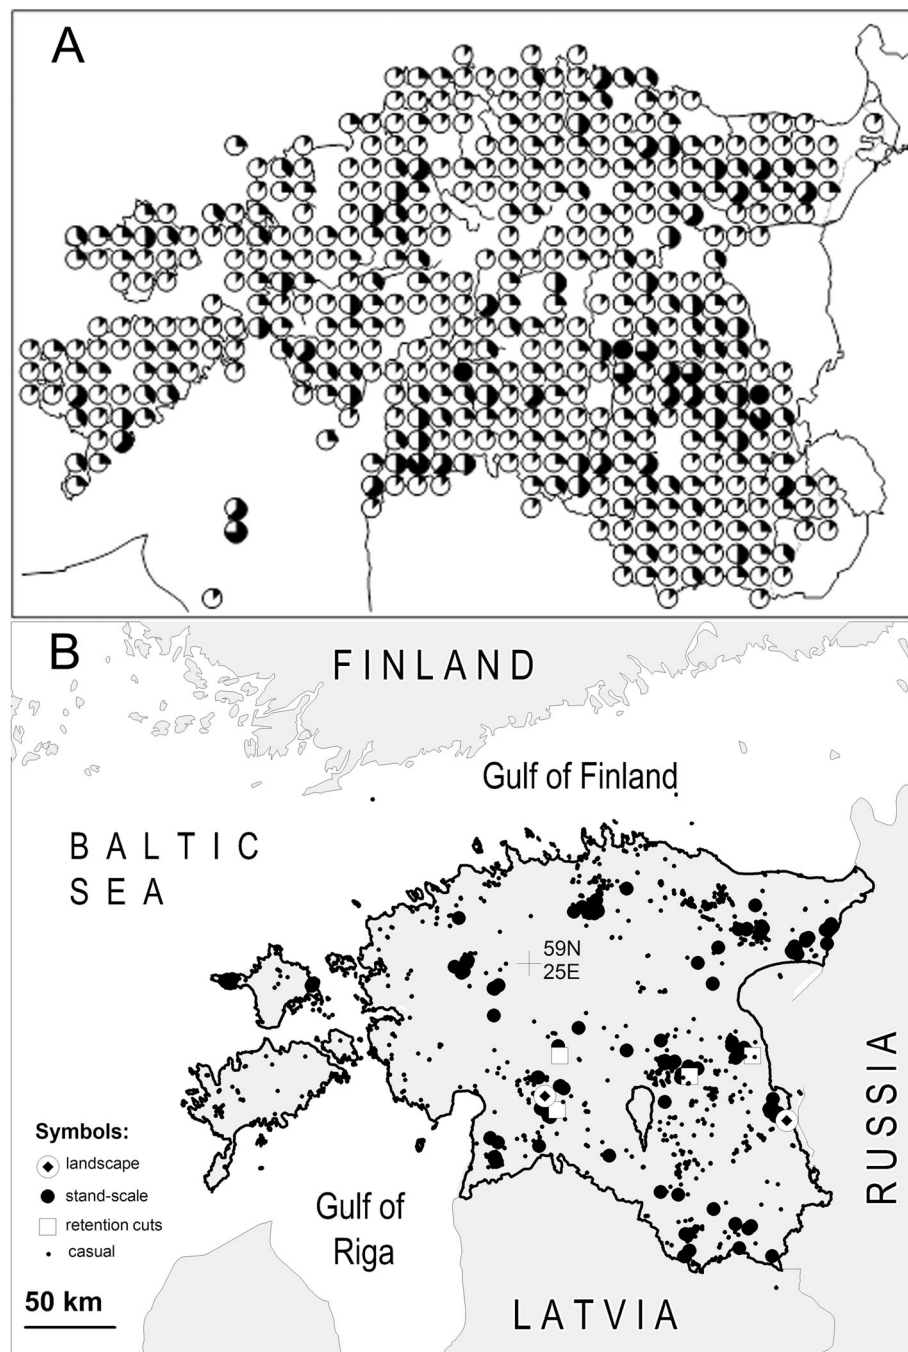 A
B
FINLAND
Gulf of Finland
BALTIC
SEA
59N
25E
RUSSIA
Symbols:
landscape
stand-scale
retention cuts
casual
Gulf of
Riga
50 km
LATVIA